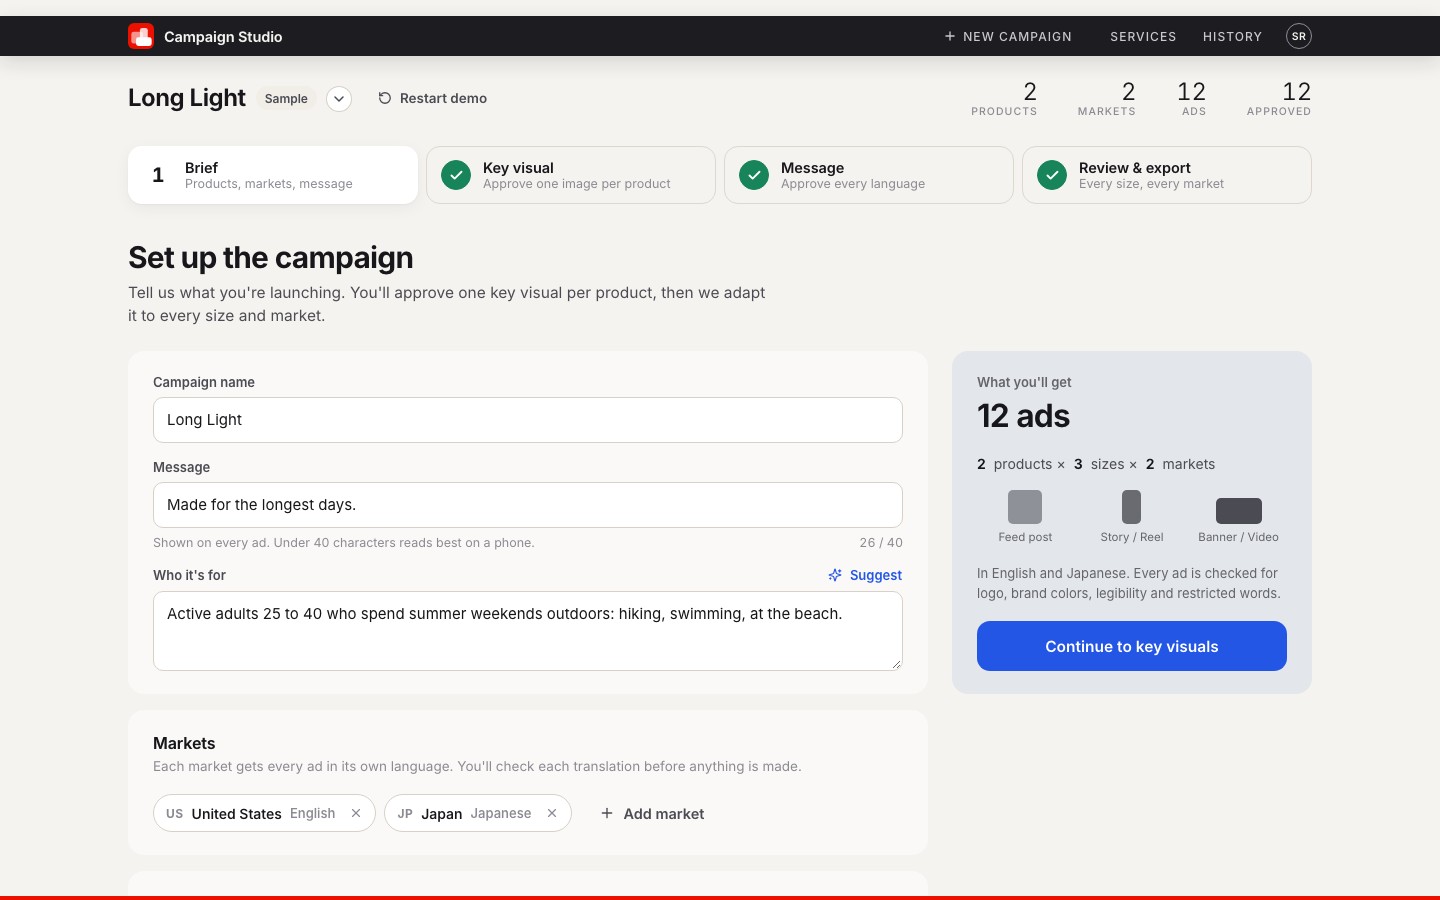 Campaign Studio
NEW CAMPAIGN
SERVICES
HISTORY
SR
Long Light
Sample
Restart demo
2
PRODUCTS
2
MARKETS
12
ADS
12
APPROVED
1
Brief
Products, markets, message
Key visual
Approve one image per product
Message
Approve every language
Review & export
Every size, every market
Set up the campaign
Tell us what you're launching. You'll approve one key visual per product, then we adapt
it to every size and market.
Campaign name
Long Light
Message
Made for the longest days.
Shown on every ad. Under 40 characters reads best on a phone.
26 / 40
Who it's for
Suggest
Active adults 25 to 40 who spend summer weekends outdoors: hiking, swimming, at the beach.
What you'll get
12 ads
2 products × 3 sizes × 2 markets
Feed post
Story / Reel
Banner / Video
In English and Japanese. Every ad is checked for
logo, brand colors, legibility and restricted words.
Continue to key visuals
Markets
Each market gets every ad in its own language. You'll check each translation before anything is made.
US United States English ×
JP Japan Japanese ×
+ Add market